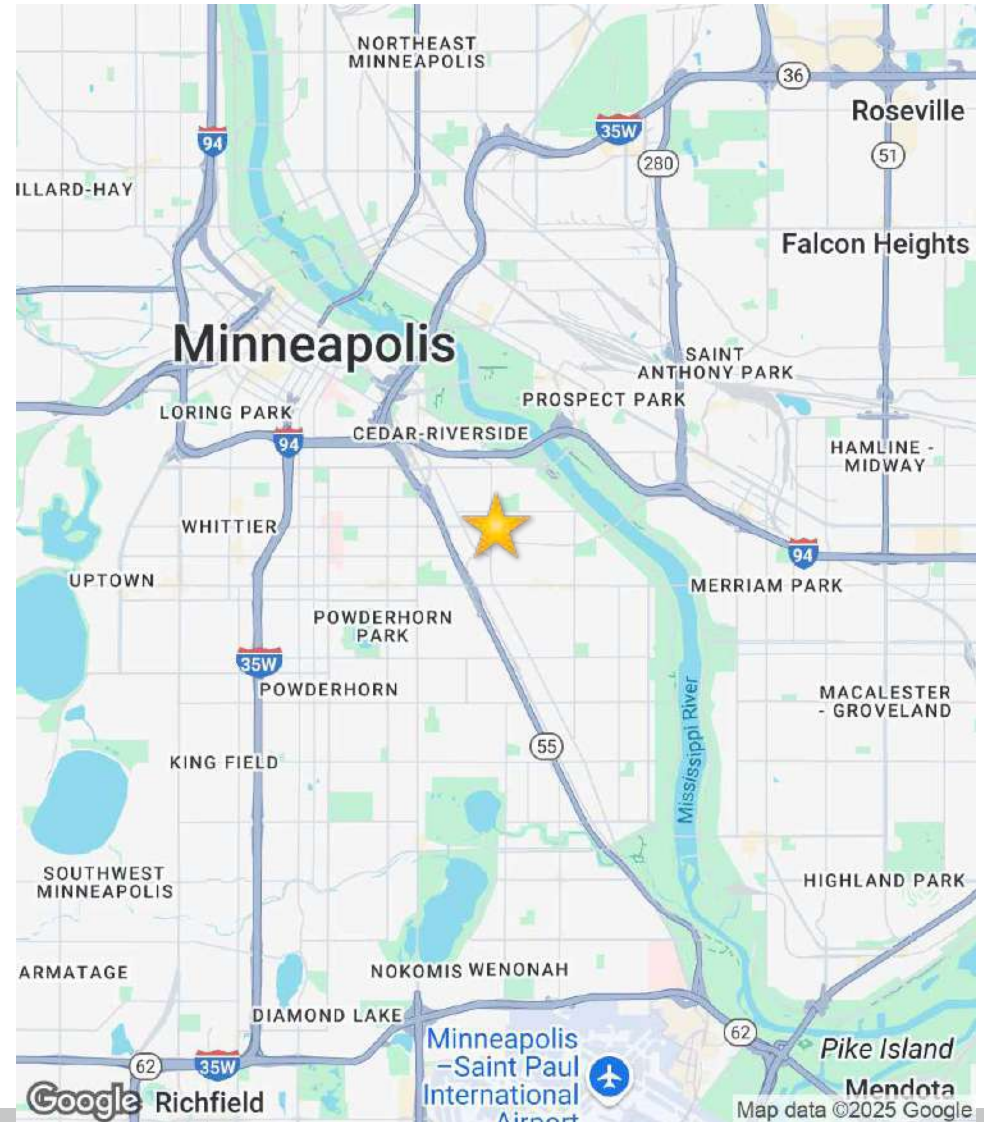 NORTHEAST
MINNEAPOLIS
36
Roseville
94
35W
280
51
ILLARD-HAY
Falcon Heights
Minneapolis
SAINT
ANTHONY PARK
PROSPECT PARK
LORING PARK
CEDAR-RIVERSIDE
94
HAMLINE -
MIDWAY
WHITTIER
94
UPTOWN
MERRIAM PARK
POWDERHORN
PARK
35W
POWDERHORN
MACALESTER
- GROVELAND
Mississippi River
55
KING FIELD
SOUTHWEST
MINNEAPOLIS
HIGHLAND PARK
ARMATAGE
NOKOMIS WENONAH
DIAMOND LAKE
62
Minneapolis
–Saint Paul
International
Airport
Pike Island
62
35W
Mendota
Google
Richfield
Map data ©2025 Google